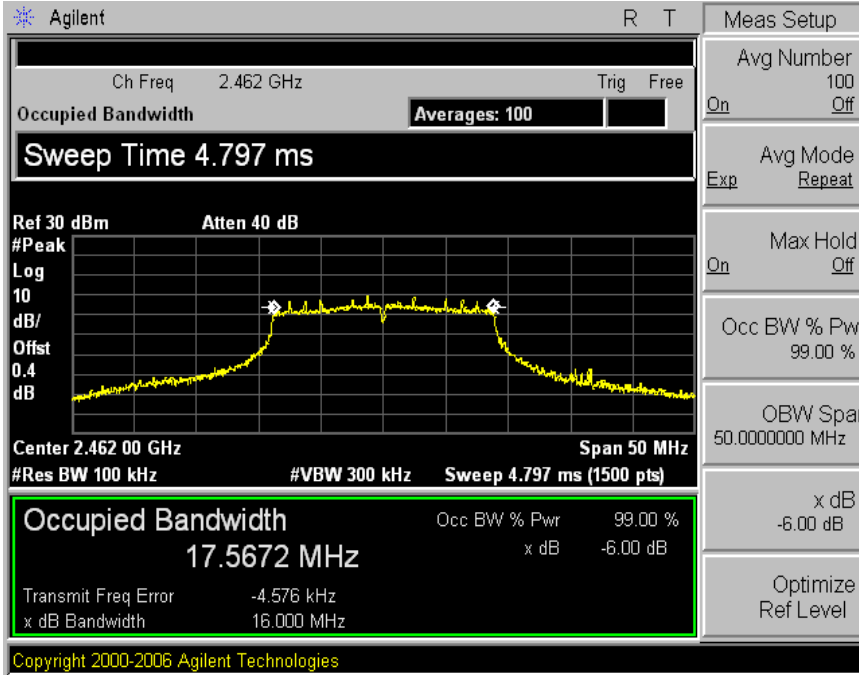 Agilent R T
Ch Freq 2.462 GHz Trig Free
Occupied Bandwidth Averages: 100
Sweep Time 4.797 ms
Ref 30 dBm Atten 40 dB
#Peak
Log
10
dB/
Offst
0.4
dB
Center 2.462 00 GHz Span 50 MHz
#Res BW 100 kHz #VBW 300 kHz Sweep 4.797 ms (1500 pts)
Occupied Bandwidth Occ BW % Pwr 99.00 %
17.5672 MHz x dB -6.00 dB
Transmit Freq Error -4.576 kHz
x dB Bandwidth 16.000 MHz
Copyright 2000-2006 Agilent Technologies
Meas Setup
Avg Number
100
On Off
Avg Mode
Exp Repeat
Max Hold
On Off
Occ BW % Pw
99.00 %
OBW Spa
50.0000000 MHz
x dB
-6.00 dB
Optimize
Ref Level